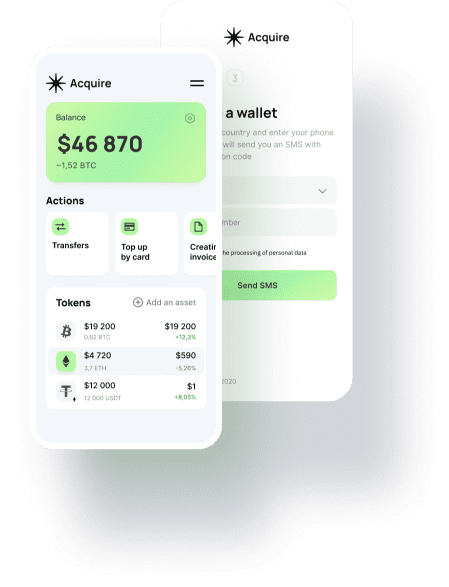 Acquire
Balance
$46 870
~1,52 BTC
Actions
Transfers
Top up
by card
Creatin
invoice
Tokens
Add an asset
$19 200
$19 200
0,62 BTC
+12,3%
$4 720
$590
3,7 ETH
-5,26%
$12 000
$1
12 000 USDT
+8,05%
Acquire
3
a wallet
country and enter your phone
will send you an SMS with
on code
mber
the processing of personal data
Send SMS
2020